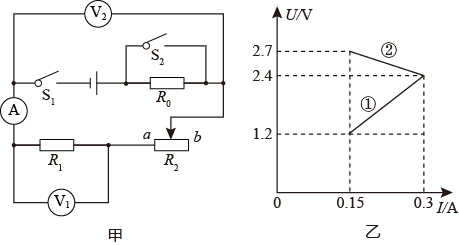 V₂
S₂
S₁
R₀
A
a
b
R₁
R₂
V₁
甲
U/V
2.7
2.4
1.2
②
①
0
0.15
0.3
I/A
乙